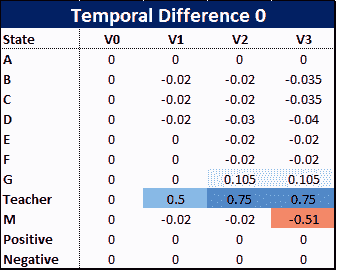 Temporal Difference 0
State V0 V1 V2 V3
A 0 0 0 0
B 0 -0.02 -0.02 -0.035
C 0 -0.02 -0.02 -0.035
D 0 -0.02 -0.03 -0.04
E 0 0 -0.02 -0.02
F 0 0 -0.02 -0.02
G 0 0 0.105 0.105
Teacher 0 0.5 0.75 0.75
M 0 -0.02 -0.02 -0.51
Positive 0 0 0 0
Negative 0 0 0 0